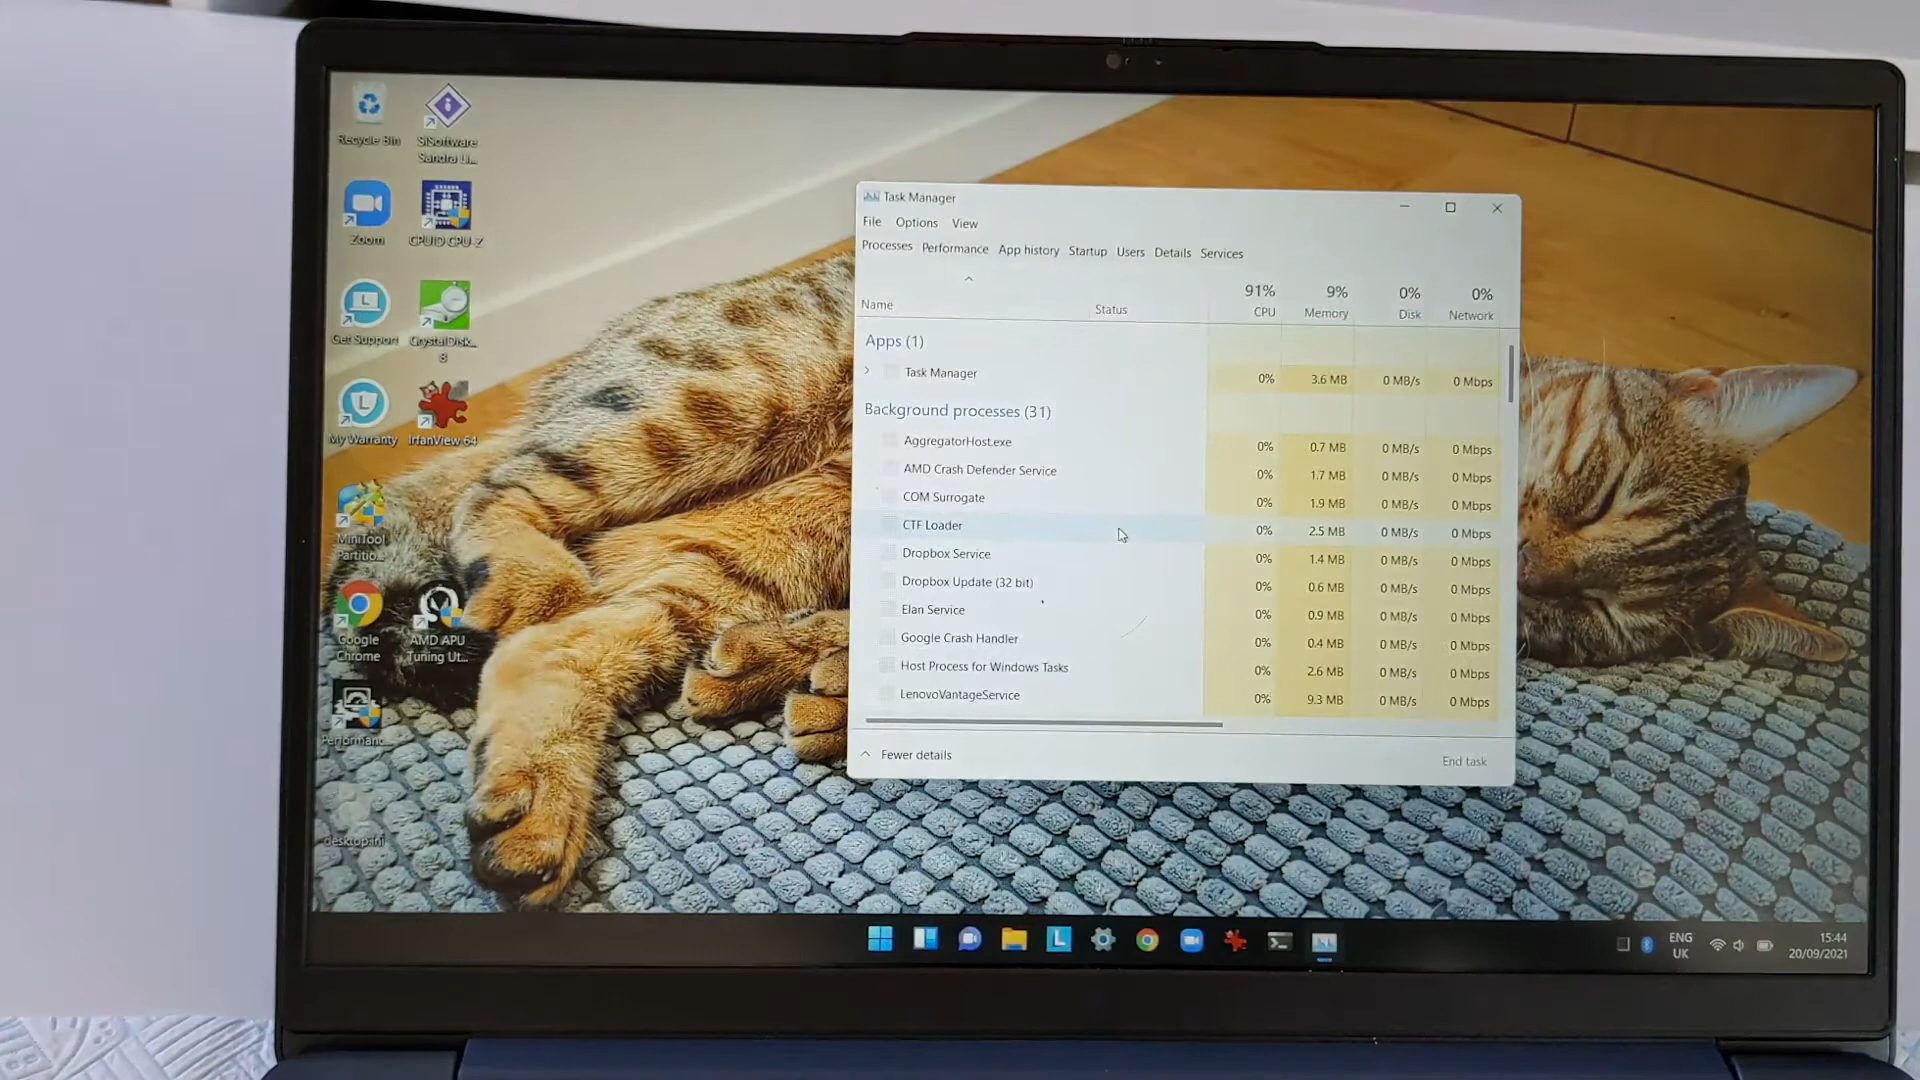 Recycle Bin
SiSoftware
Sandra Li...
Zoom
CPUID CPU-Z
Get Support
CrystalDisk...
8
My Warranty
IrfanView 64
MiniTool
Partitio...
Google
Chrome
AMD APU
Tuning Ut...
Performanc...
desktop.ini
Task Manager
File Options View
Processes Performance App history Startup Users Details Services
91% 9% 0% 0%
Name Status CPU Memory Disk Network
Apps (1)
Task Manager 0% 3.6 MB 0 MB/s 0 Mbps
Background processes (31)
AggregatorHost.exe 0% 0.7 MB 0 MB/s 0 Mbps
AMD Crash Defender Service 0% 1.7 MB 0 MB/s 0 Mbps
COM Surrogate 0% 1.9 MB 0 MB/s 0 Mbps
CTF Loader 0% 2.5 MB 0 MB/s 0 Mbps
Dropbox Service 0% 1.4 MB 0 MB/s 0 Mbps
Dropbox Update (32 bit) 0% 0.6 MB 0 MB/s 0 Mbps
Elan Service 0% 0.9 MB 0 MB/s 0 Mbps
Google Crash Handler 0% 0.4 MB 0 MB/s 0 Mbps
Host Process for Windows Tasks 0% 2.6 MB 0 MB/s 0 Mbps
LenovoVantageService 0% 9.3 MB 0 MB/s 0 Mbps
Fewer details End task
ENG
UK
15:44
20/09/2021